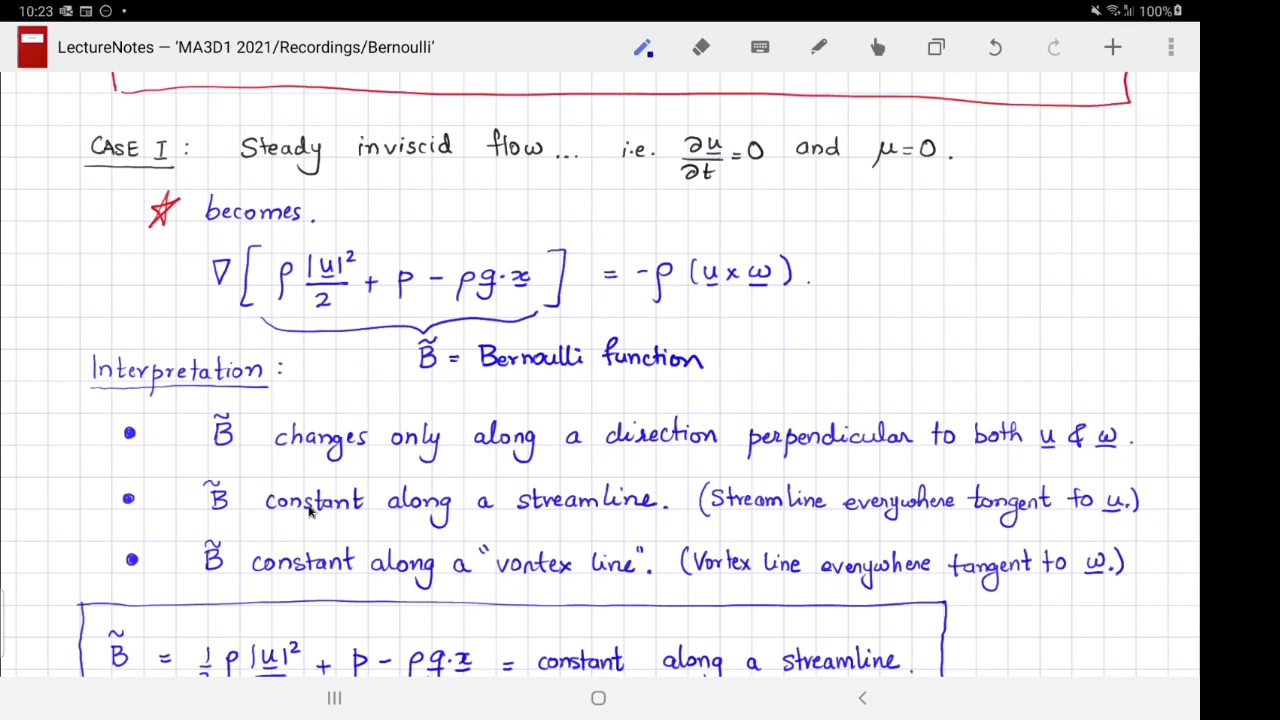 10:23
100%
LectureNotes — ‘MA3D1 2021/Recordings/Bernoulli’
CASE I : Steady inviscid flow... i.e. ∂u/∂t = 0 and μ = 0.
☆ becomes.
∇ [ ρ |u|²/2 + p − ρg·x ] = −ρ (u × ω).
B̃ = Bernoulli function
Interpretation :
• B̃ changes only along a direction perpendicular to both u & ω.
• B̃ constant along a streamline. (Streamline everywhere tangent to u.)
• B̃ constant along a “vortex line”. (Vortex line everywhere tangent to ω.)
B̃ = ½ ρ |u|² + p − ρg·x = constant along a streamline.